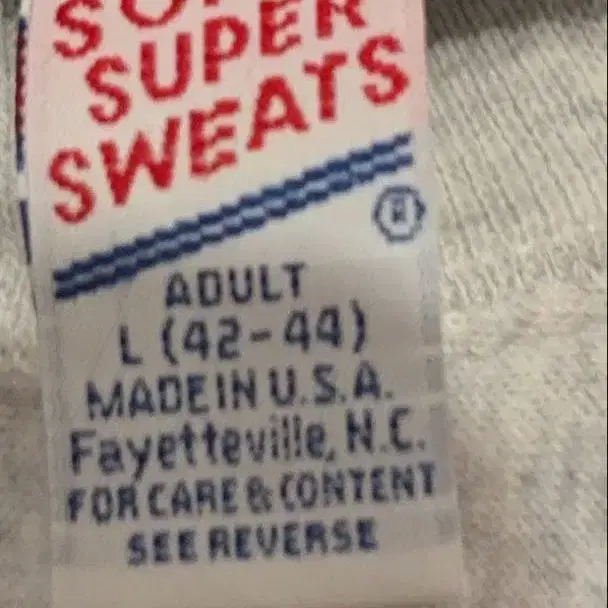 SUPER
SWEATS
®
ADULT
L (42-44)
MADE IN U.S.A.
Fayetteville, N.C.
FOR CARE & CONTENT
SEE REVERSE